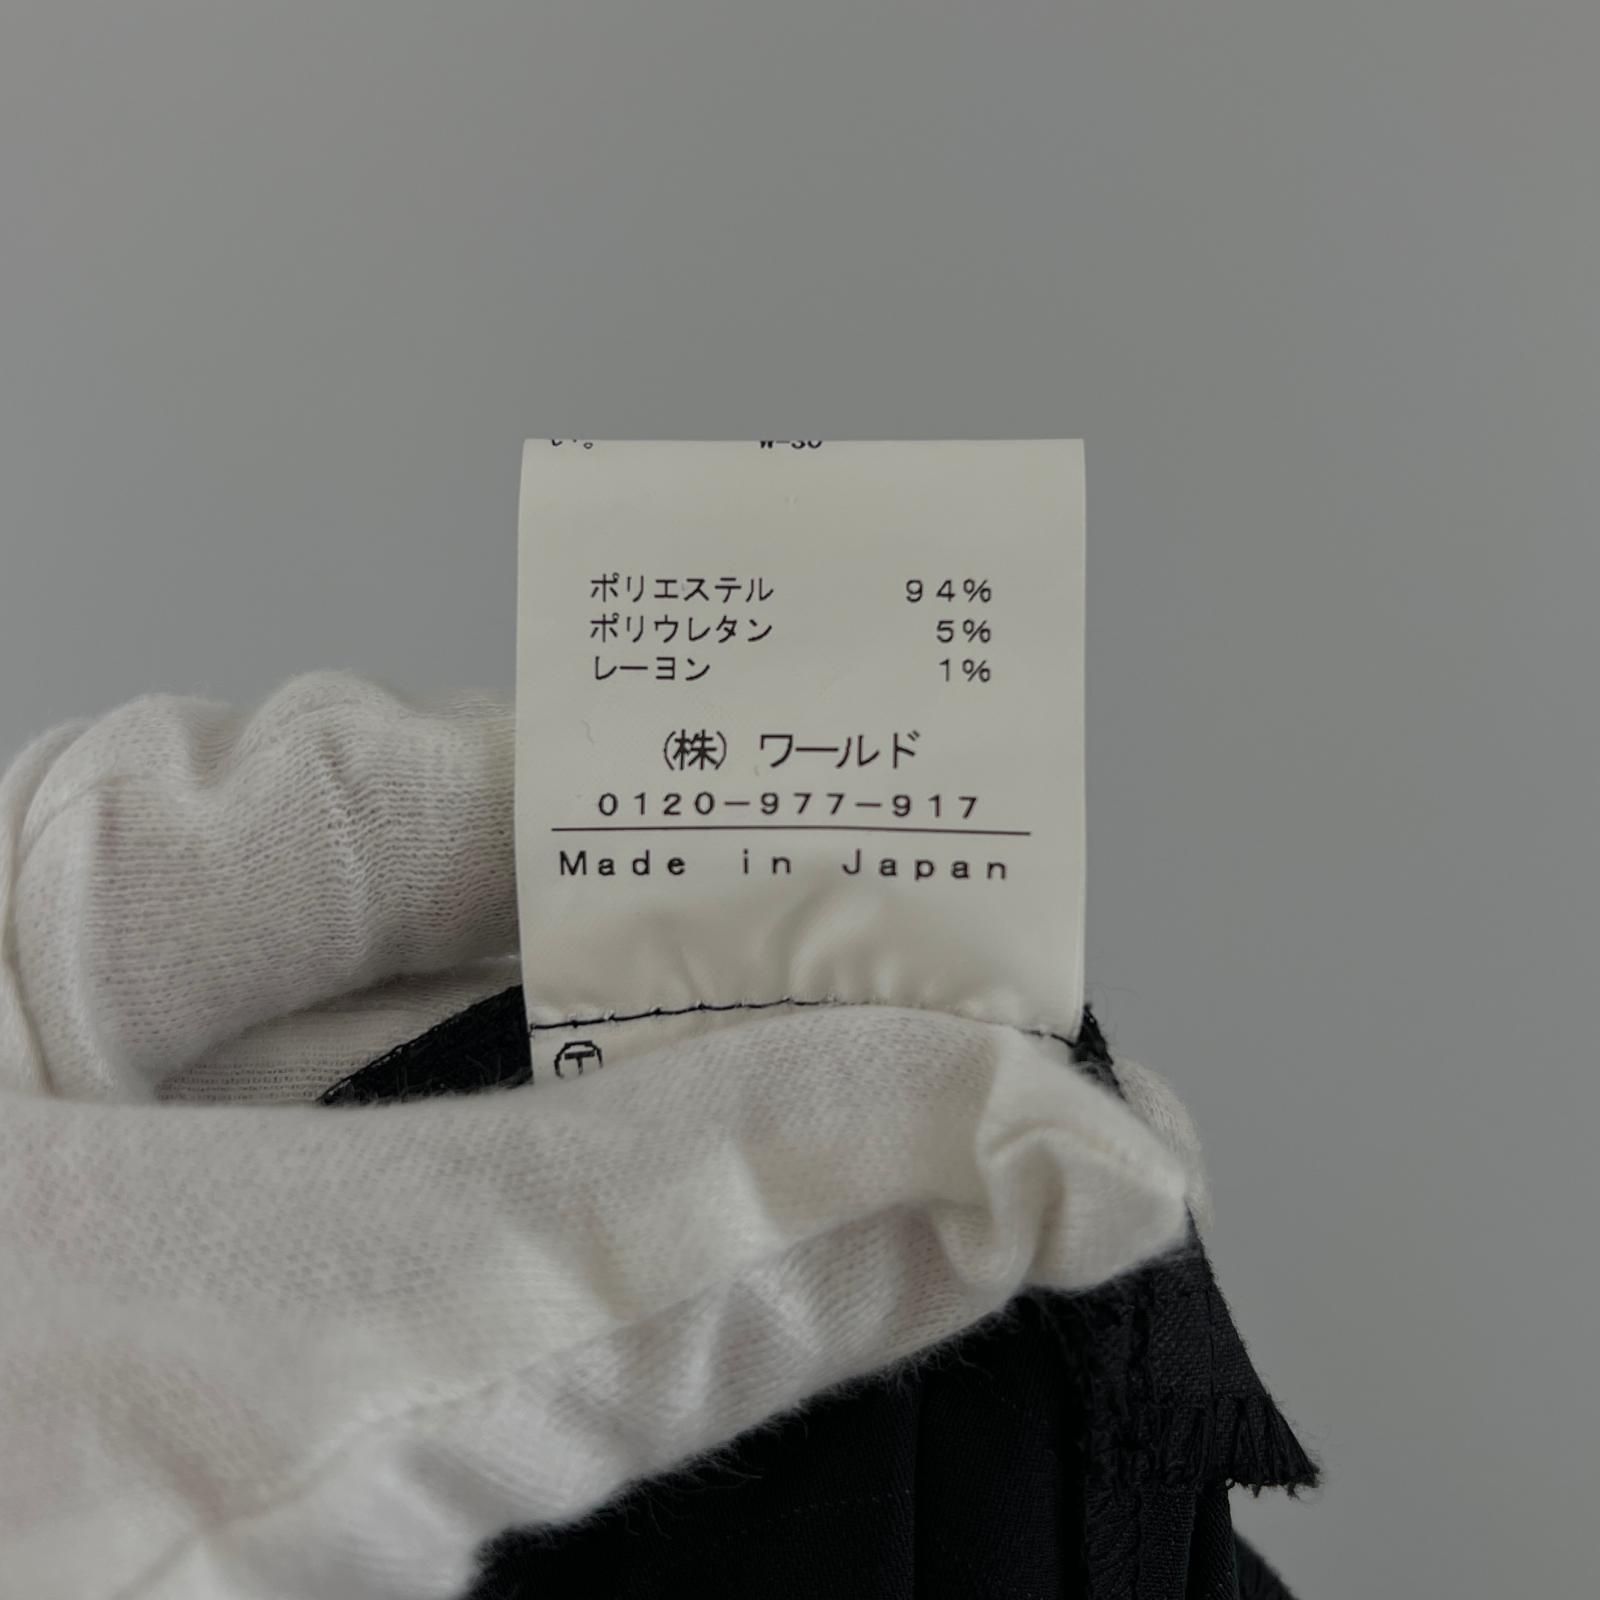 ポリエステル 94%
ポリウレタン 5%
レーヨン 1%
(株) ワールド
0120-977-917
Made in Japan
Ⓣ